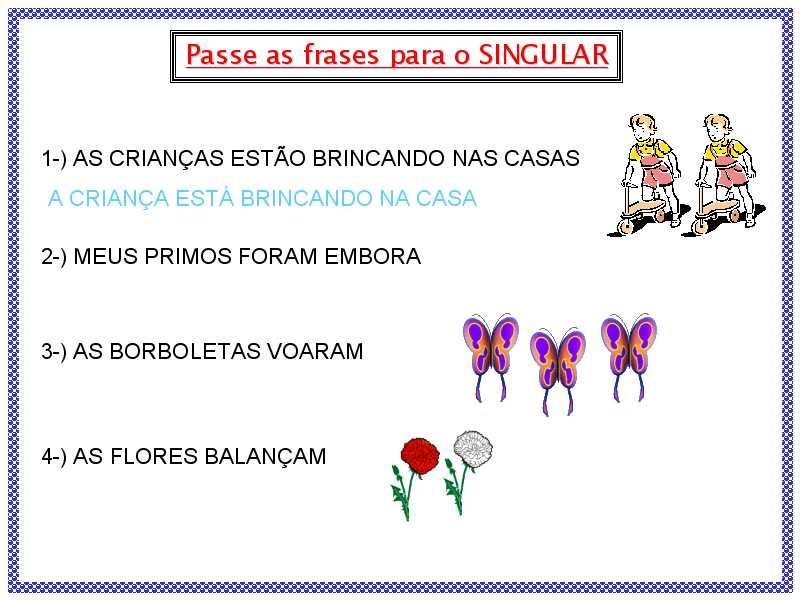 Passe as frases para o SINGULAR
1-) AS CRIANÇAS ESTÃO BRINCANDO NAS CASAS
A CRIANÇA ESTÁ BRINCANDO NA CASA
2-) MEUS PRIMOS FORAM EMBORA
3-) AS BORBOLETAS VOARAM
4-) AS FLORES BALANÇAM